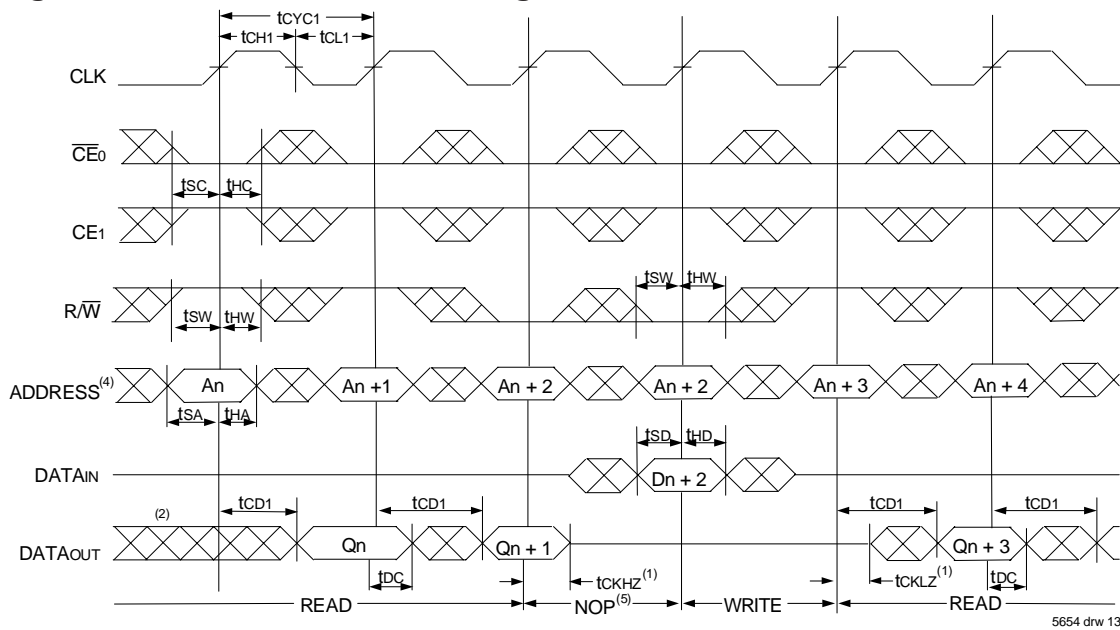 tCYC1
tCH1 tCL1
CLK
CE0
tSC tHC
CE1
tSW tHW
R/W
tSW tHW
ADDRESS(4) An An +1 An + 2 An + 2 An + 3 An + 4
tSA tHA
tSD tHD
DATAIN Dn + 2
tCD1 tCD1 tCD1 tCD1
(2)
DATAOUT Qn Qn + 1 Qn + 3
tDC tCKHZ(1) tCKLZ(1) tDC
READ NOP(5) WRITE READ
5654 drw 13